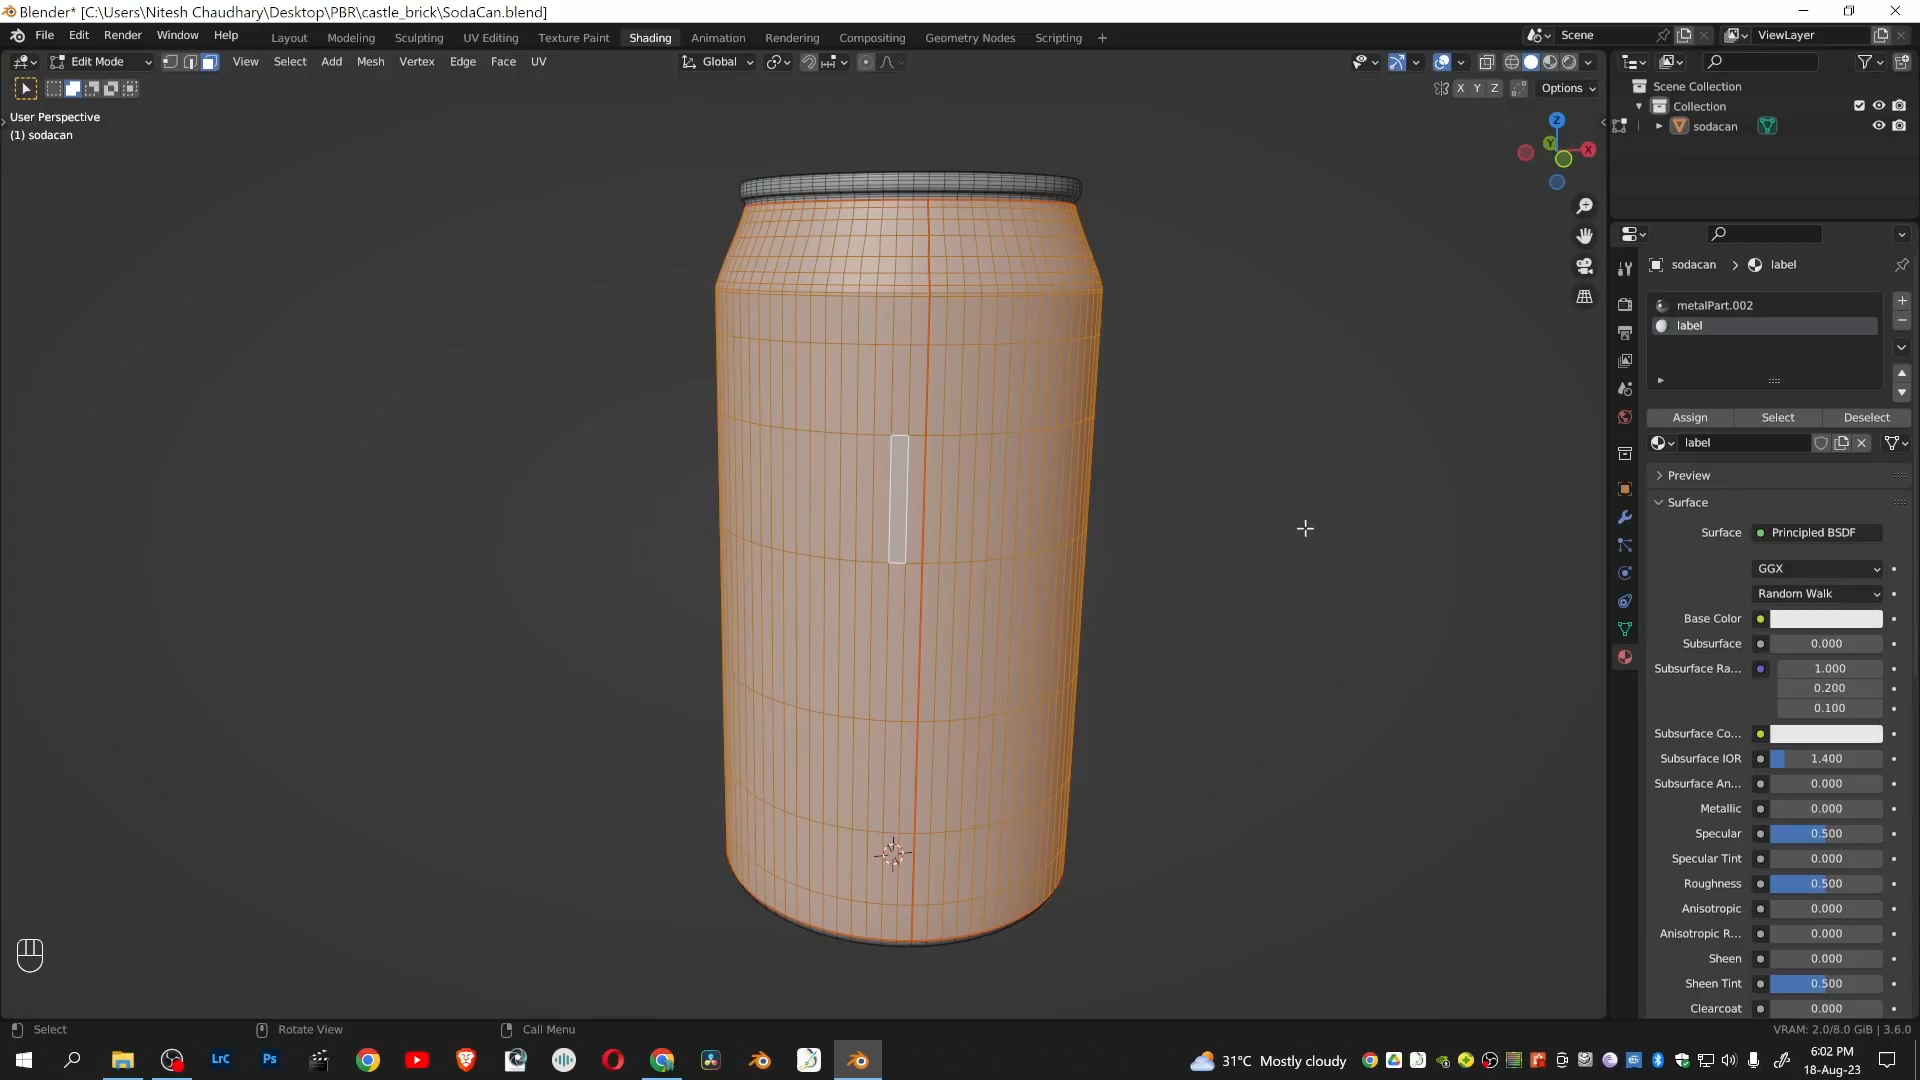 Blender* [C:\Users\Nitesh Chaudhary\Desktop\PBR\castle_brick\SodaCan.blend]
File Edit Render Window Help
Layout Modeling Sculpting UV Editing Texture Paint Shading Animation Rendering Compositing Geometry Nodes Scripting +
Scene
ViewLayer
Edit Mode
View Select Add Mesh Vertex Edge Face UV
Global
X Y Z
Options
User Perspective
(1) sodacan
Z
Y
X
Scene Collection
Collection
sodacan
sodacan > label
metalPart.002
label
Assign Select Deselect
label
Preview
Surface
Surface Principled BSDF
GGX
Random Walk
Base Color
Subsurface 0.000
Subsurface Ra... 1.000
0.200
0.100
Subsurface Co...
Subsurface IOR 1.400
Subsurface An... 0.000
Metallic 0.000
Specular 0.500
Specular Tint 0.000
Roughness 0.500
Anisotropic 0.000
Anisotropic R... 0.000
Sheen 0.000
Sheen Tint 0.500
Clearcoat 0.000
Select
Rotate View
Call Menu
VRAM: 2.0/8.0 GiB | 3.6.0
LrC
Ps
31°C Mostly cloudy
6:02 PM
18-Aug-23